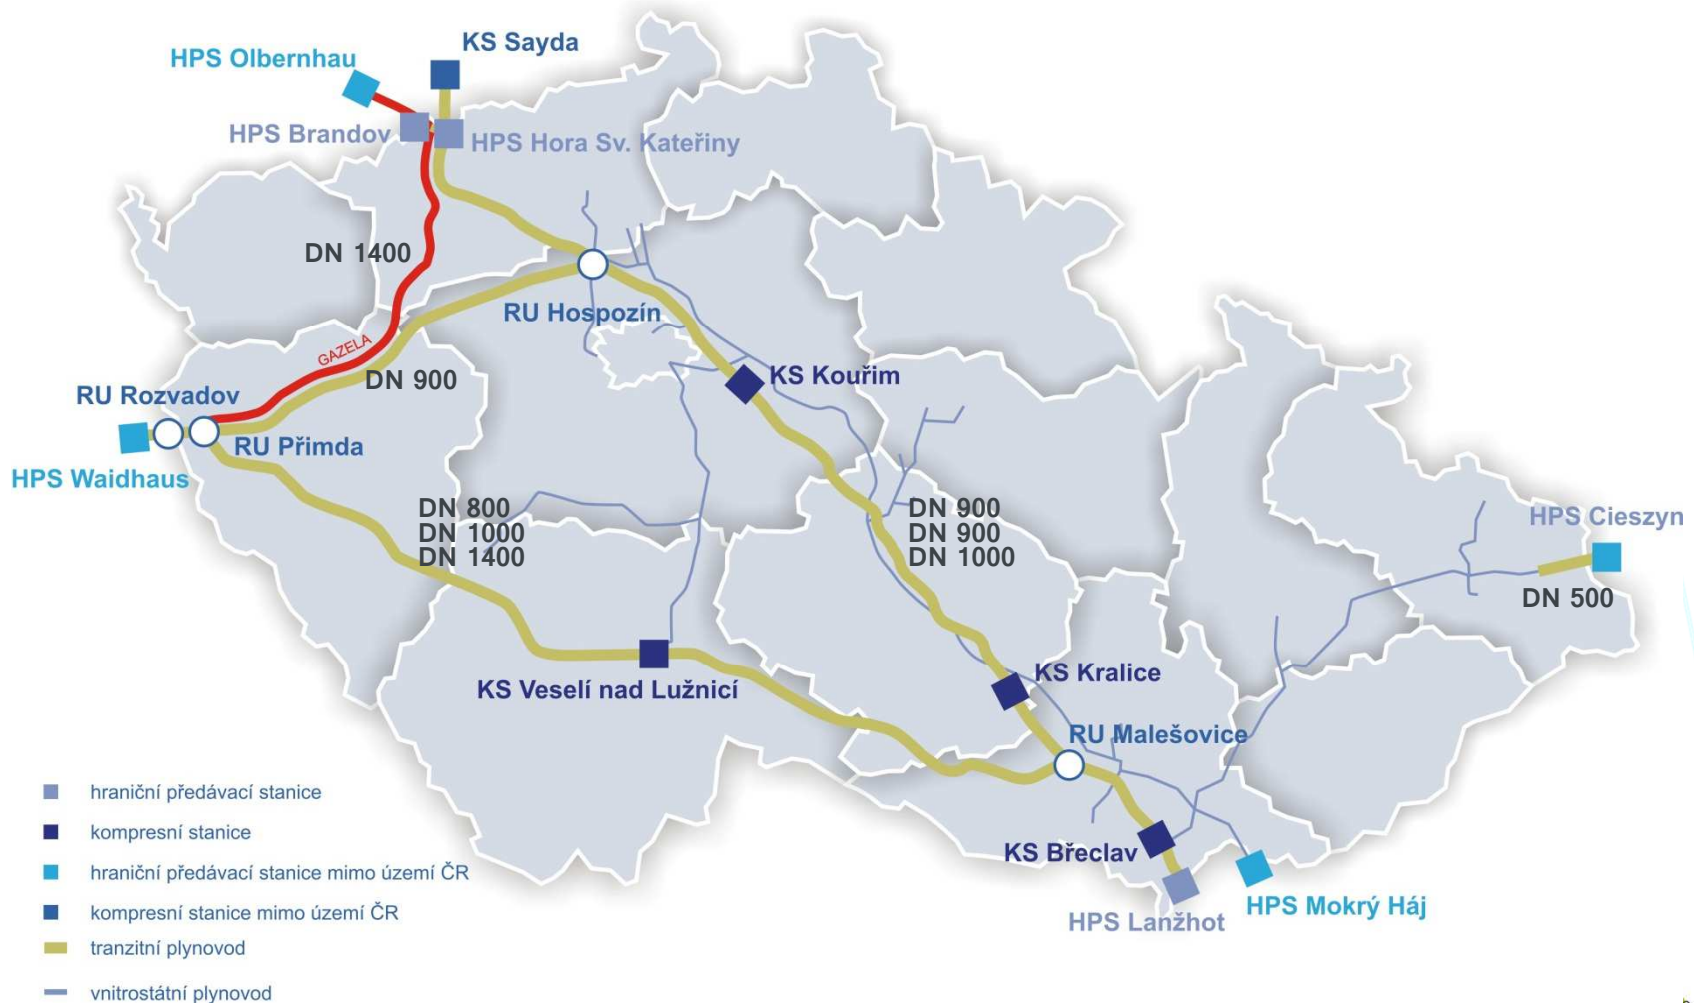 KS Sayda
HPS Olbernhau
HPS Brandov
HPS Hora Sv. Kateřiny
DN 1400
RU Hospozín
GAZELA
DN 900
KS Kouřim
RU Rozvadov
RU Přimda
HPS Waidhaus
DN 800
DN 1000
DN 1400
DN 900
DN 900
DN 1000
HPS Cieszyn
DN 500
KS Kralice
KS Veselí nad Lužnicí
RU Malešovice
KS Břeclav
HPS Lanžhot
HPS Mokrý Háj
hraniční předávací stanice
kompresní stanice
hraniční předávací stanice mimo území ČR
kompresní stanice mimo území ČR
tranzitní plynovod
vnitrostátní plynovod